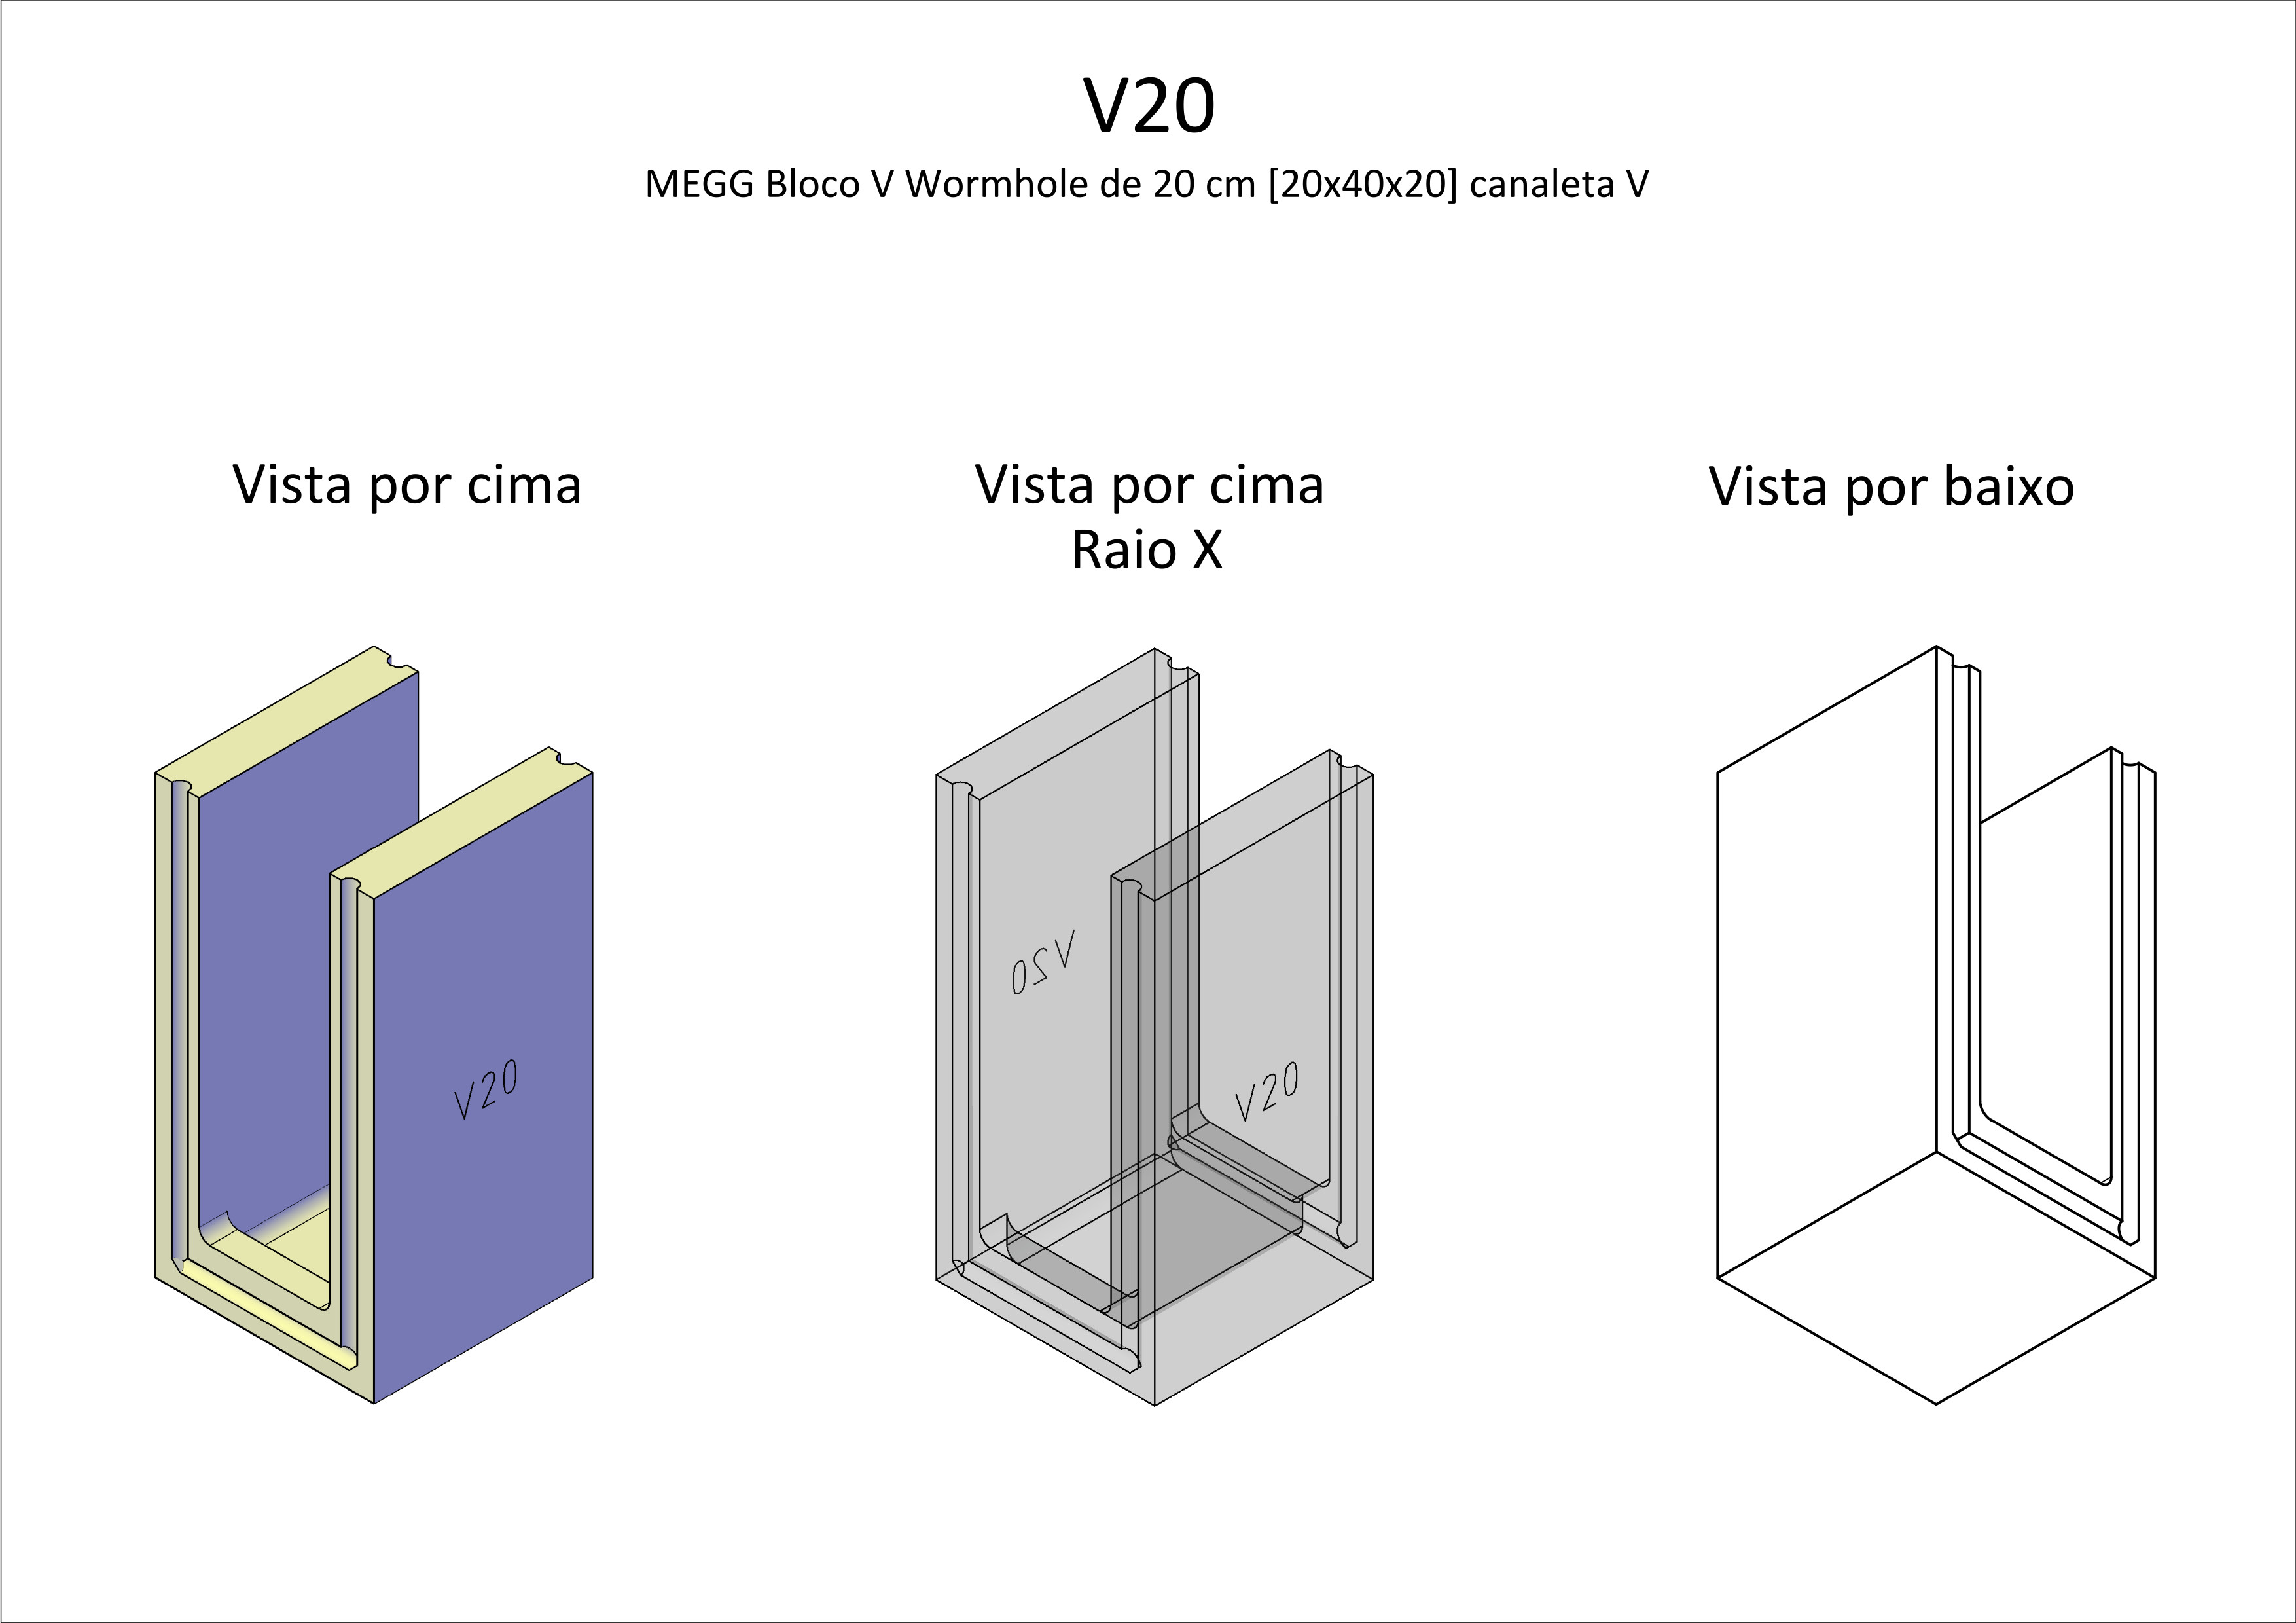 V20
MEGG Bloco V Wormhole de 20 cm [20x40x20] canaleta V
Vista por cima
Vista por cima
Raio X
Vista por baixo
V20
V20
V20